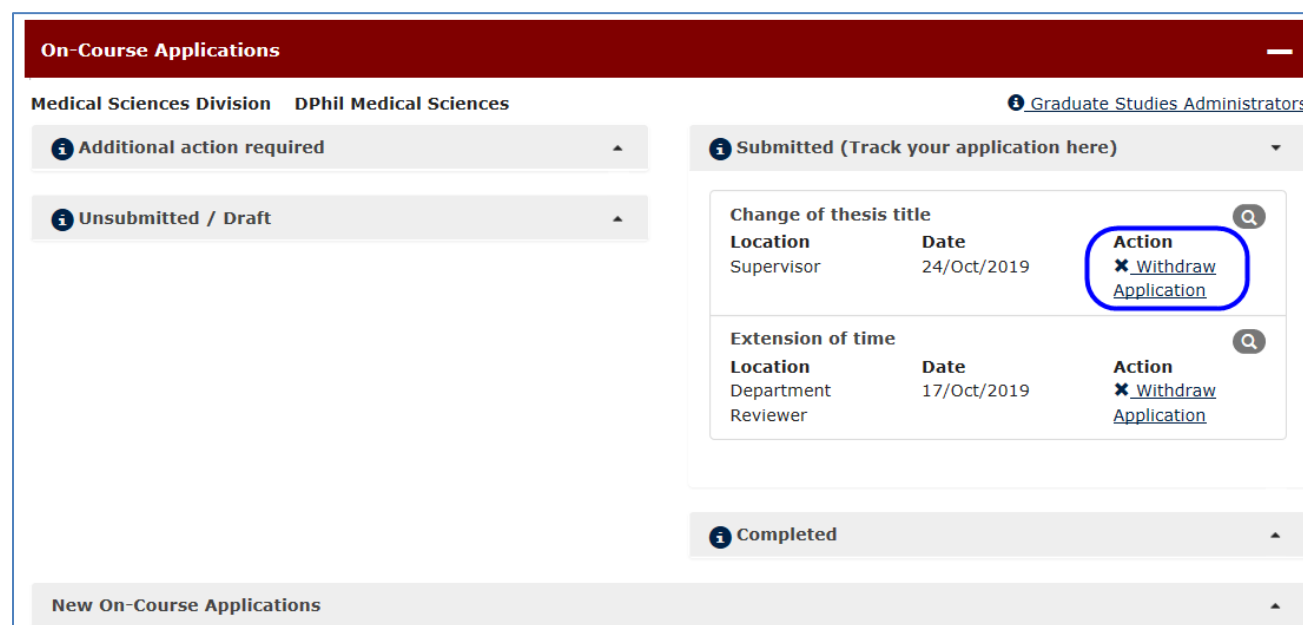 On-Course Applications
Medical Sciences Division DPhil Medical Sciences
Graduate Studies Administrators
Additional action required
Unsubmitted / Draft
Submitted (Track your application here)
Change of thesis title
Location Date Action
Supervisor 24/Oct/2019 Withdraw
Application
Extension of time
Location Date Action
Department 17/Oct/2019 Withdraw
Reviewer Application
Completed
New On-Course Applications